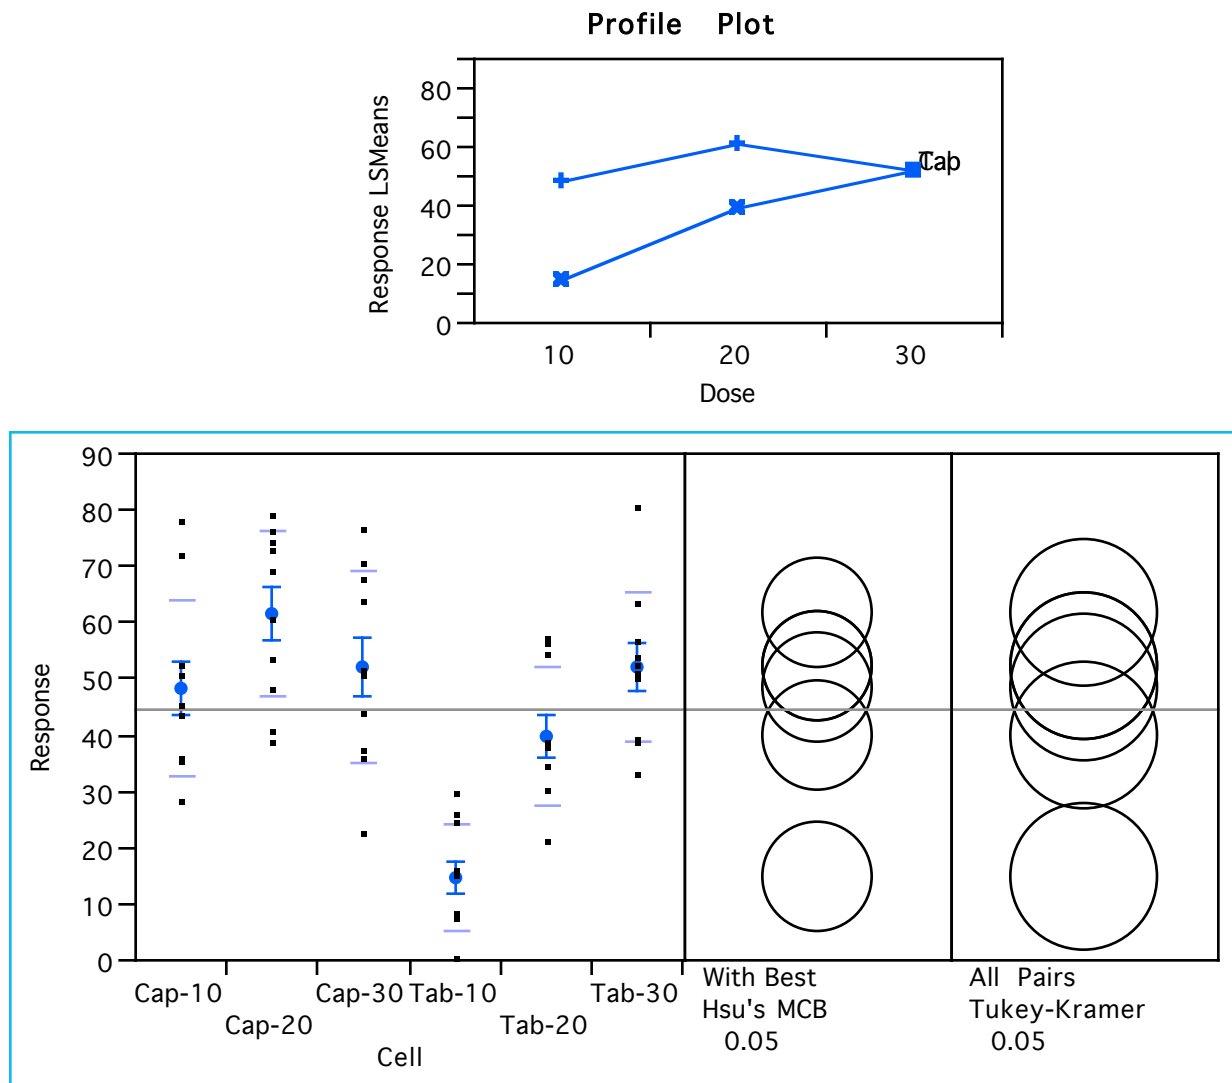 Profile Plot
Response LSMeans
80
60
40
20
0
Cap
10 20 30
Dose
Response
90
80
70
60
50
40
30
20
10
0
Cap-10 Cap-20 Cap-30 Tab-10 Tab-20 Tab-30
Cell
With Best
Hsu's MCB
0.05
All Pairs
Tukey-Kramer
0.05